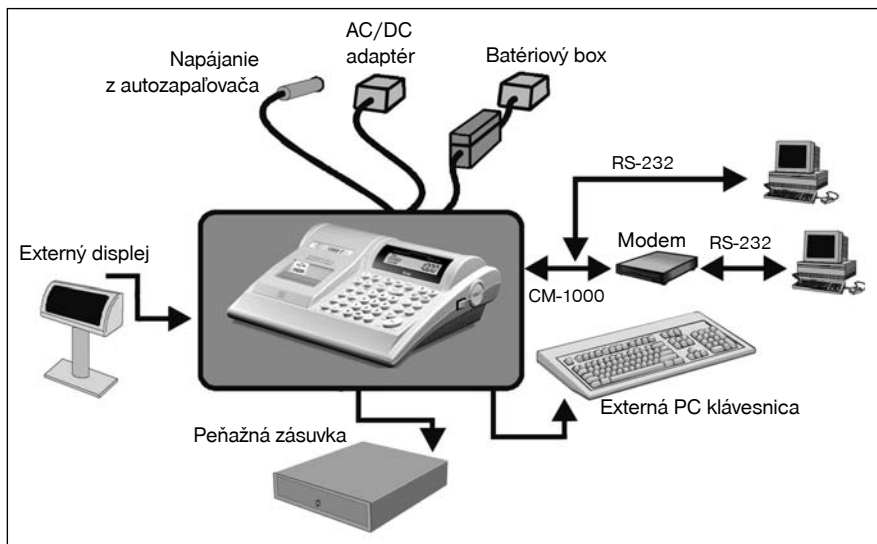 AC/DC
adaptér
Napájanie
z autozapaľovača
Batériový box
RS-232
Externý displej
Modem
RS-232
CM-1000
Externá PC klávesnica
Peňažná zásuvka